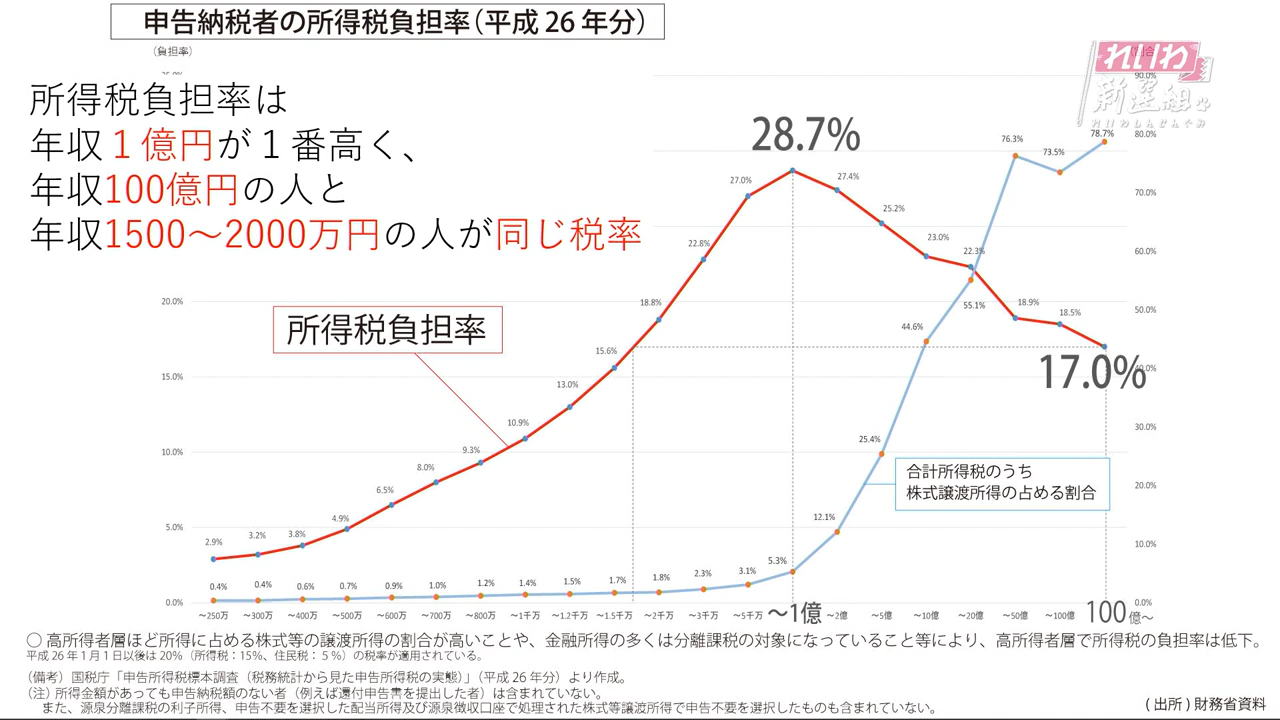 申告納税者の所得税負担率(平成26年分)
(負担率)
所得税負担率は
年収1億円が1番高く、
年収100億円の人と
年収1500～2000万円の人が同じ税率
れいわ
新選組
れいわしんせんぐみ
90.0%
80.0%
70.0%
60.0%
50.0%
40.0%
30.0%
20.0%
10.0%
0.0%
20.0%
15.0%
10.0%
5.0%
0.0%
所得税負担率
2.9%
3.2%
3.8%
4.9%
6.5%
8.0%
9.3%
10.9%
13.0%
15.6%
18.8%
22.8%
27.0%
28.7%
27.4%
25.2%
23.0%
22.3%
18.9%
18.5%
17.0%
0.4%
0.4%
0.6%
0.7%
0.9%
1.0%
1.2%
1.4%
1.5%
1.7%
1.8%
2.3%
3.1%
5.3%
12.1%
25.4%
44.6%
55.1%
76.3%
73.5%
78.7%
合計所得税のうち
株式譲渡所得の占める割合
～250万
～300万
～400万
～500万
～600万
～700万
～800万
～1千万
～1.2千万
～1.5千万
～2千万
～3千万
～5千万
～1億
～2億
～5億
～10億
～20億
～50億
～100億
100億～
○ 高所得者層ほど所得に占める株式等の譲渡所得の割合が高いことや、金融所得の多くは分離課税の対象になっていること等により、高所得者層で所得税の負担率は低下。
平成26年1月1日以後は20%(所得税:15%、住民税:5%)の税率が適用されている。
(備考)国税庁「申告所得税標本調査(税務統計から見た申告所得税の実態)」(平成26年分)より作成。
(注)所得金額があっても申告納税額のない者(例えば還付申告書を提出した者)は含まれていない。
また、源泉分離課税の利子所得、申告不要を選択した配当所得及び源泉徴収口座で処理された株式等譲渡所得で申告不要を選択したものも含まれていない。
(出所)財務省資料